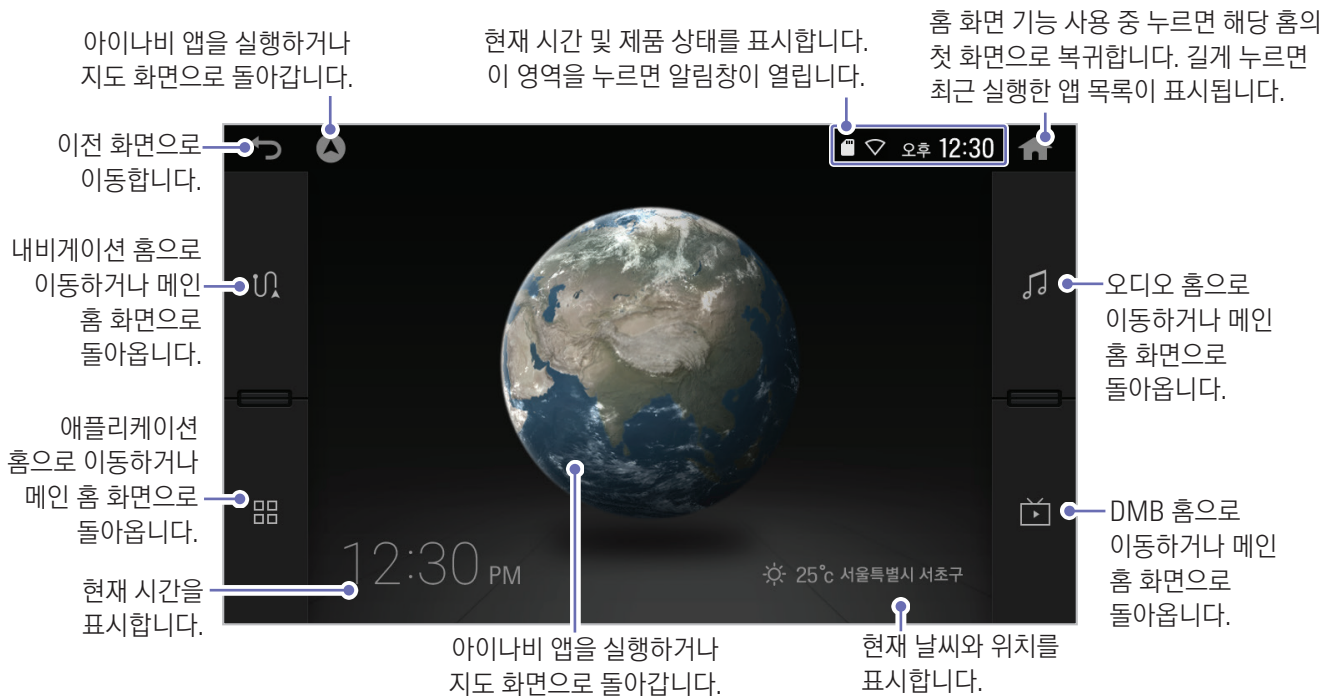 아이나비 앱을 실행하거나
지도 화면으로 돌아갑니다.
현재 시간 및 제품 상태를 표시합니다.
이 영역을 누르면 알림창이 열립니다.
홈 화면 기능 사용 중 누르면 해당 홈의
첫 화면으로 복귀합니다. 길게 누르면
최근 실행한 앱 목록이 표시됩니다.
이전 화면으로
이동합니다.
오후 12:30
내비게이션 홈으로
이동하거나 메인
홈 화면으로
돌아옵니다.
오디오 홈으로
이동하거나 메인
홈 화면으로
돌아옵니다.
애플리케이션
홈으로 이동하거나
메인 홈 화면으로
돌아옵니다.
DMB 홈으로
이동하거나 메인
홈 화면으로
돌아옵니다.
12:30 PM
25°c 서울특별시 서초구
현재 시간을
표시합니다.
아이나비 앱을 실행하거나
지도 화면으로 돌아갑니다.
현재 날씨와 위치를
표시합니다.